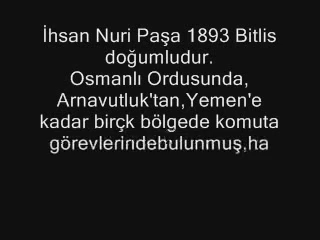 İhsan Nuri Paşa 1893 Bitlis
doğumludur.
Osmanlı Ordusunda,
Arnavutluk'tan,Yemen'e
kadar birçk bölgede komuta
görevlerindebulunmuş,ha